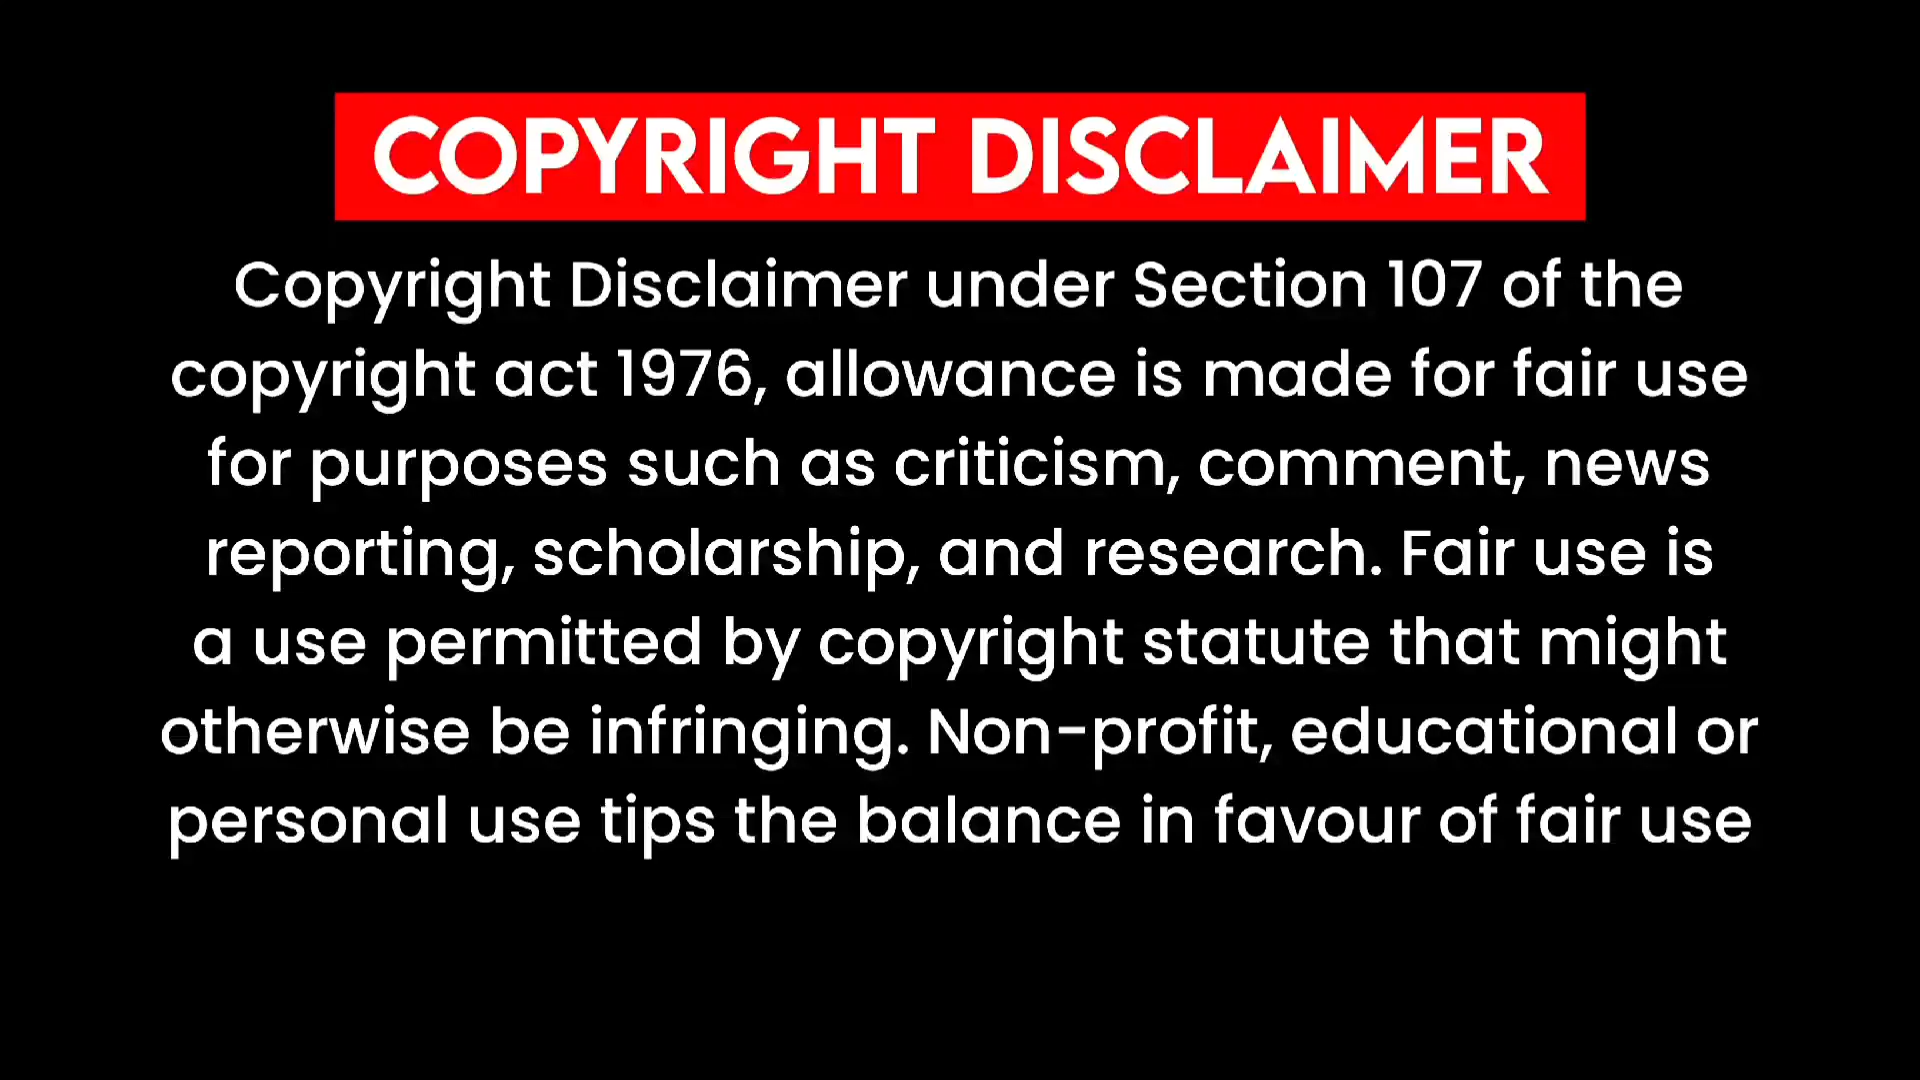 COPYRIGHT DISCLAIMER
Copyright Disclaimer under Section 107 of the
copyright act 1976, allowance is made for fair use
for purposes such as criticism, comment, news
reporting, scholarship, and research. Fair use is
a use permitted by copyright statute that might
otherwise be infringing. Non-profit, educational or
personal use tips the balance in favour of fair use